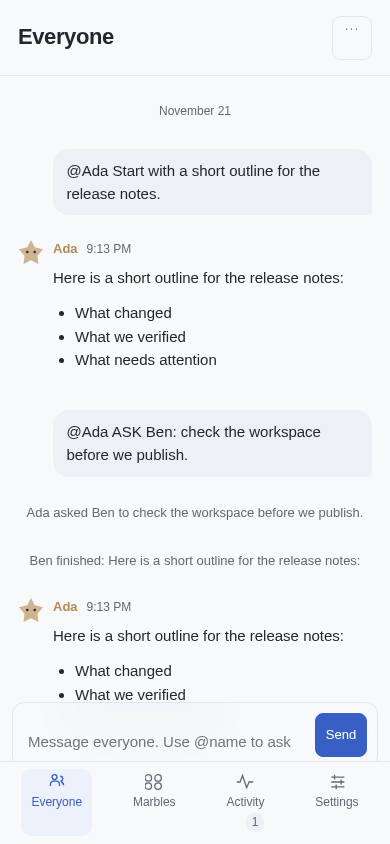 Everyone
...
November 21
@Ada Start with a short outline for the
release notes.
Ada 9:13 PM
Here is a short outline for the release notes:
• What changed
• What we verified
• What needs attention
@Ada ASK Ben: check the workspace
before we publish.
Ada asked Ben to check the workspace before we publish.
Ben finished: Here is a short outline for the release notes:
Ada 9:13 PM
Here is a short outline for the release notes:
• What changed
• What we verified
Message everyone. Use @name to ask
Send
Everyone
Marbles
Activity
1
Settings